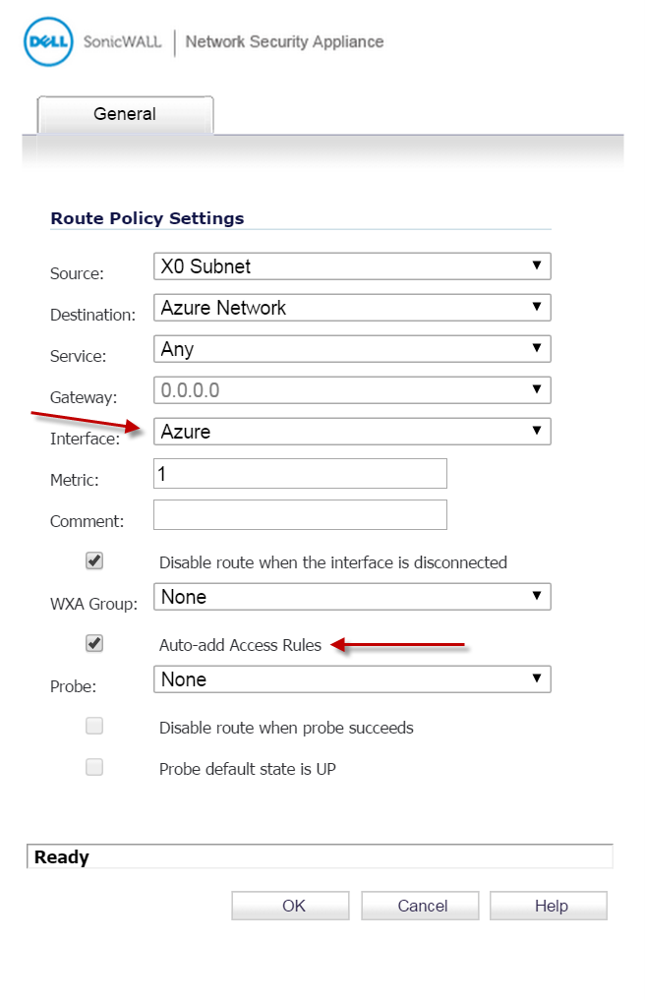 DELL SonicWALL | Network Security Appliance
General
Route Policy Settings
Source: X0 Subnet
Destination: Azure Network
Service: Any
Gateway: 0.0.0.0
Interface: Azure
Metric: 1
Comment:
Disable route when the interface is disconnected
WXA Group: None
Auto-add Access Rules
Probe: None
Disable route when probe succeeds
Probe default state is UP
Ready
OK Cancel Help